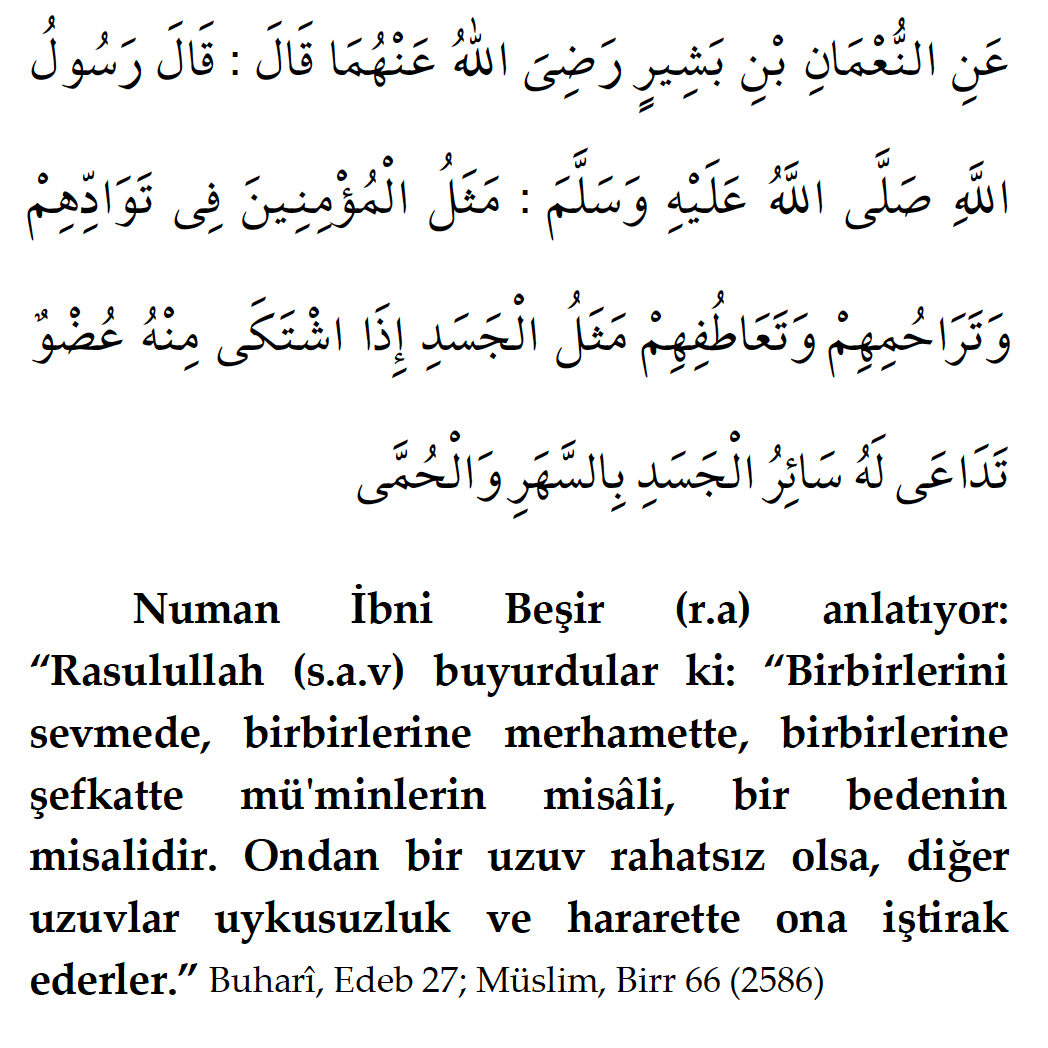 عَنِ النُّعْمَانِ بْنِ بَشِيرٍ رَضِىَ اللهُ عَنْهُمَا قَالَ : قَالَ رَسُولُ
اللَّهِ صَلَّى اللَّهُ عَلَيْهِ وَسَلَّمَ : مَثَلُ الْمُؤْمِنِينَ فِى تَوَادِّهِمْ
وَتَرَاحُمِهِمْ وَتَعَاطُفِهِمْ مَثَلُ الْجَسَدِ إِذَا اشْتَكَى مِنْهُ عُضْوٌ
تَدَاعَى لَهُ سَائِرُ الْجَسَدِ بِالسَّهَرِ وَالْحُمَّى
Numan İbni Beşir (r.a) anlatıyor:
“Rasulullah (s.a.v) buyurdular ki: “Birbirlerini
sevmede, birbirlerine merhamette, birbirlerine
şefkatte mü'minlerin misâli, bir bedenin
misalidir. Ondan bir uzuv rahatsız olsa, diğer
uzuvlar uykusuzluk ve hararette ona iştirak
ederler.” Buharî, Edeb 27; Müslim, Birr 66 (2586)